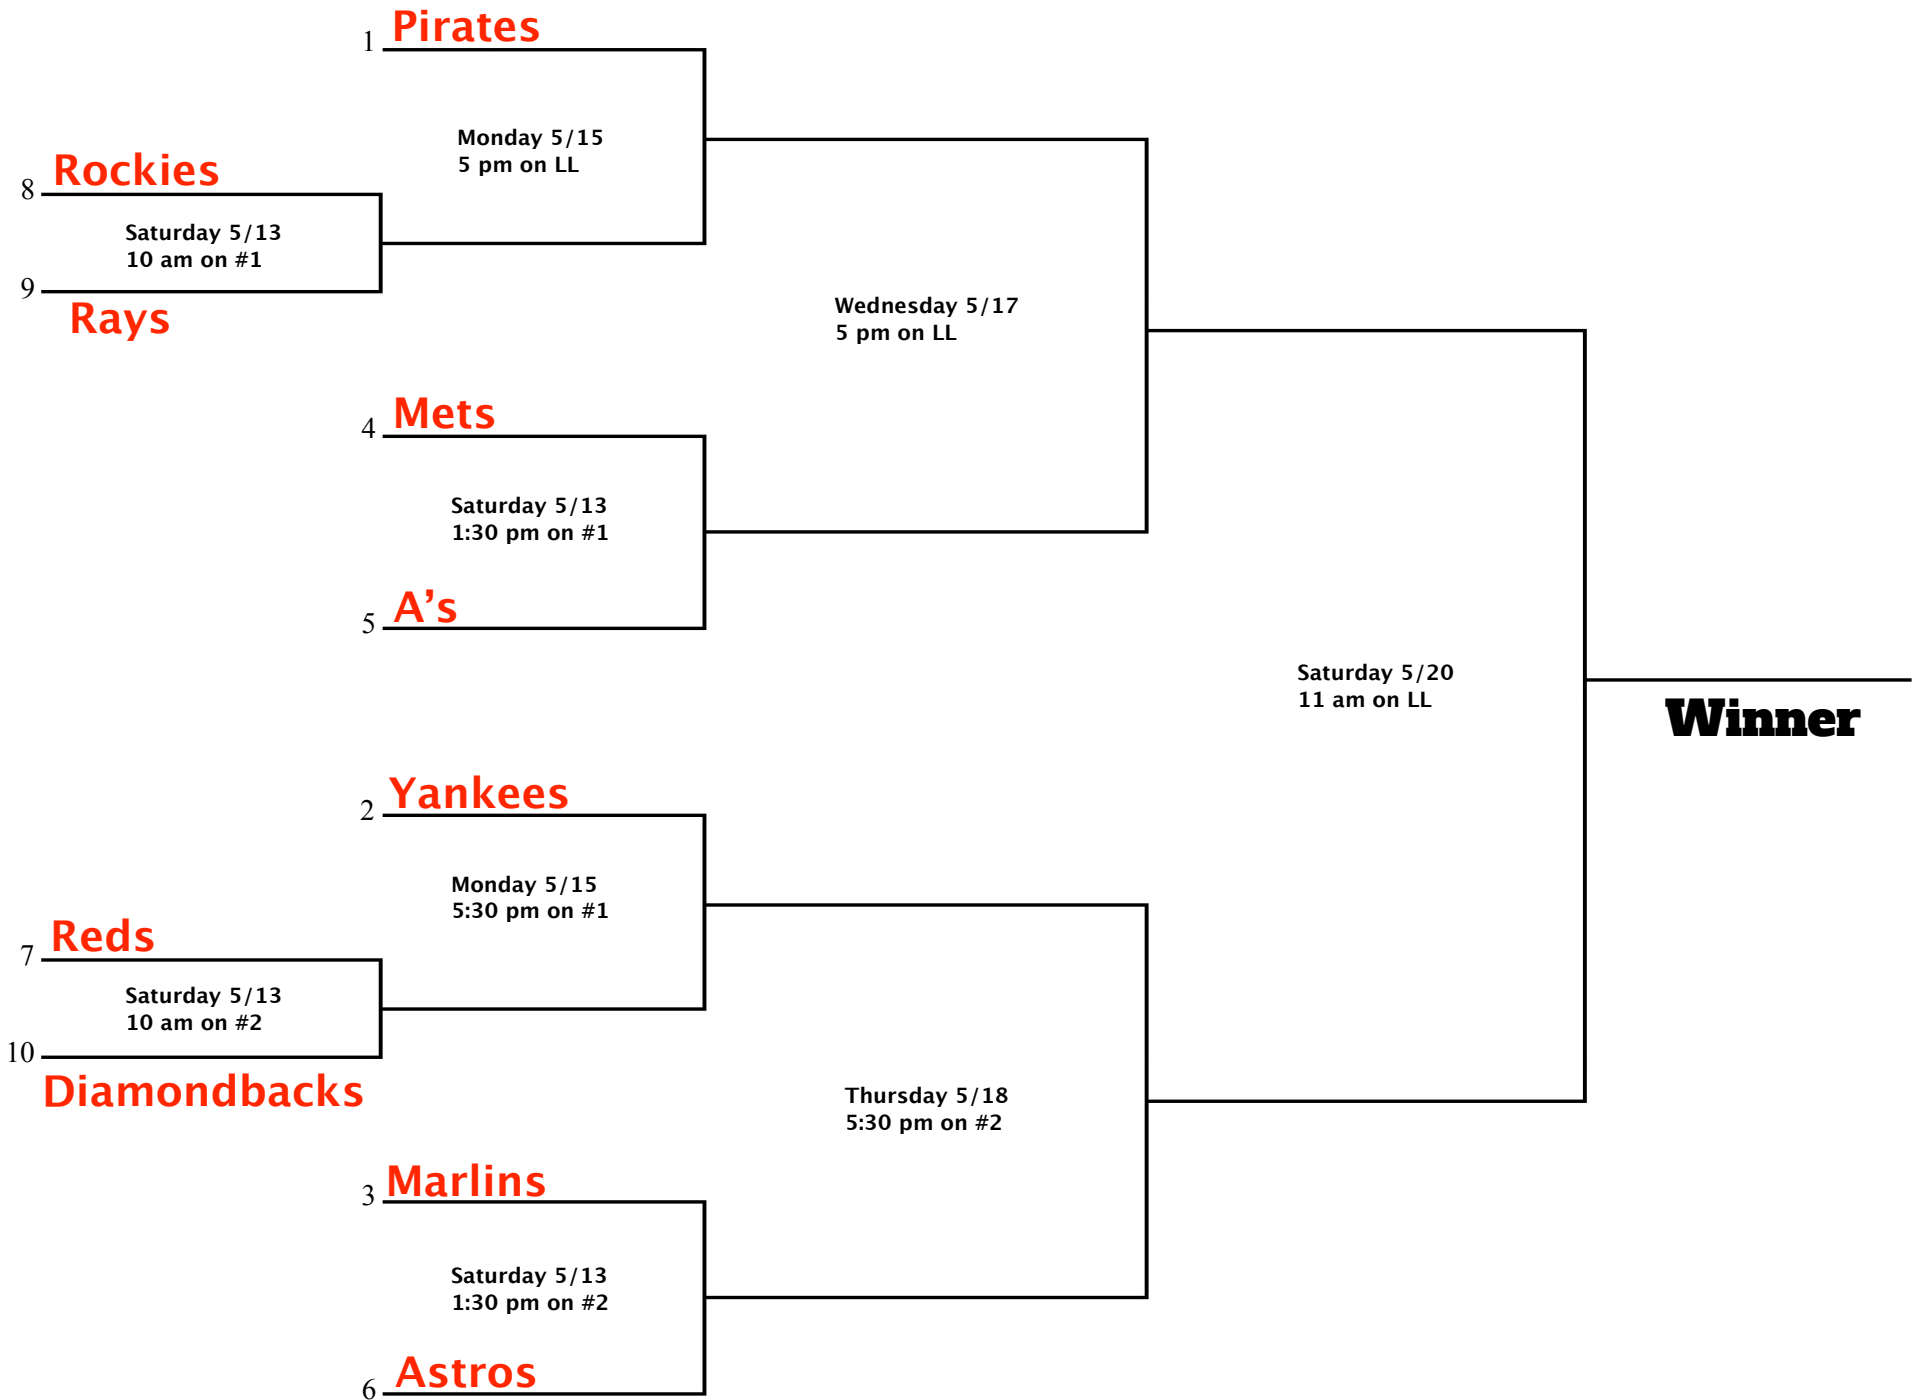 1 Pirates
Monday 5/15
5 pm on LL
8 Rockies
Saturday 5/13
10 am on #1
9
Rays
Wednesday 5/17
5 pm on LL
4 Mets
Saturday 5/13
1:30 pm on #1
5 A’s
Saturday 5/20
11 am on LL
Winner
2 Yankees
Monday 5/15
5:30 pm on #1
7 Reds
Saturday 5/13
10 am on #2
10
Diamondbacks
Thursday 5/18
5:30 pm on #2
3 Marlins
Saturday 5/13
1:30 pm on #2
6 Astros